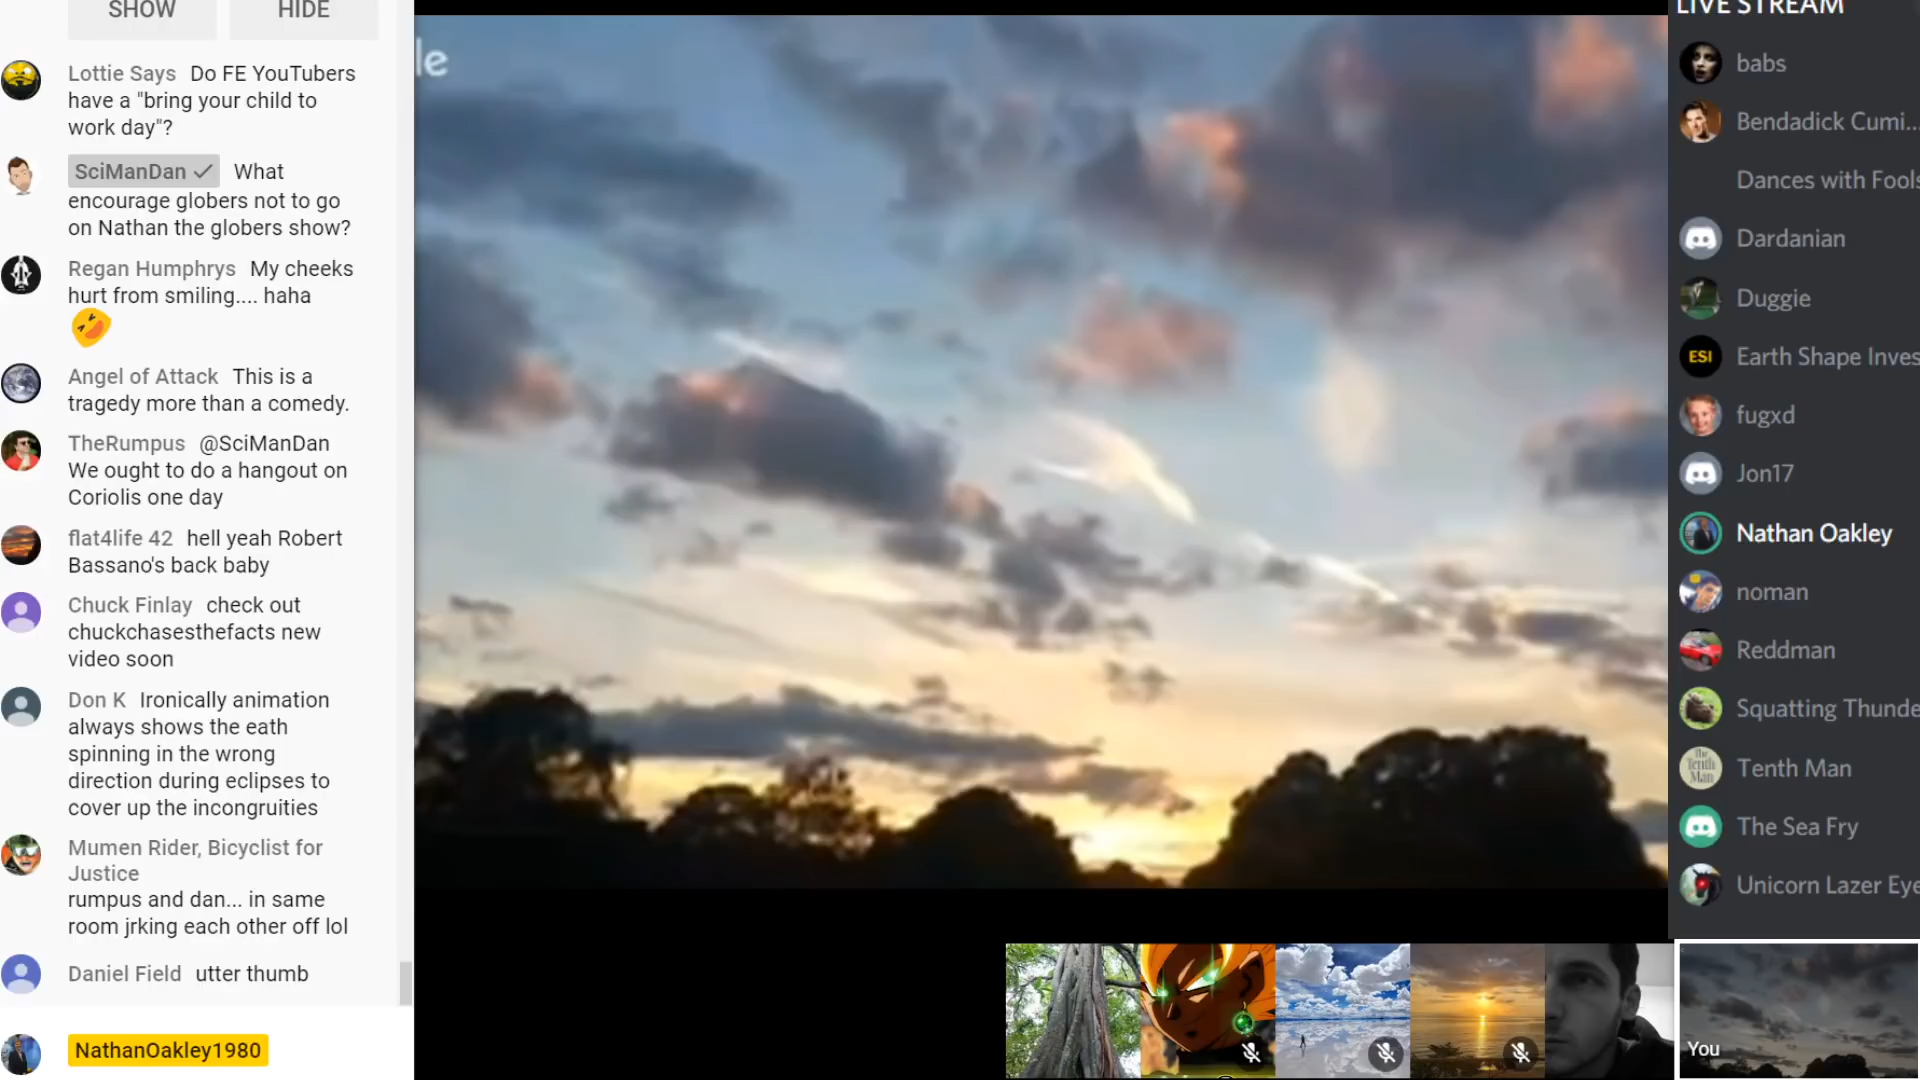 SHOW
HIDE
Lottie Says Do FE YouTubers
have a "bring your child to
work day"?
SciManDan What
encourage globers not to go
on Nathan the globers show?
Regan Humphrys My cheeks
hurt from smiling.... haha
Angel of Attack This is a
tragedy more than a comedy.
TheRumpus @SciManDan
We ought to do a hangout on
Coriolis one day
flat4life 42 hell yeah Robert
Bassano's back baby
Chuck Finlay check out
chuckchasesthefacts new
video soon
Don K Ironically animation
always shows the eath
spinning in the wrong
direction during eclipses to
cover up the incongruities
Mumen Rider, Bicyclist for
Justice
rumpus and dan... in same
room jrking each other off lol
Daniel Field utter thumb
NathanOakley1980
le
LIVE STREAM
babs
Bendadick Cumi...
Dances with Fools
Dardanian
Duggie
ESI
Earth Shape Inves
fugxd
Jon17
Nathan Oakley
noman
Reddman
Squatting Thunde
The
Tenth
Man
Tenth Man
The Sea Fry
Unicorn Lazer Eye
You